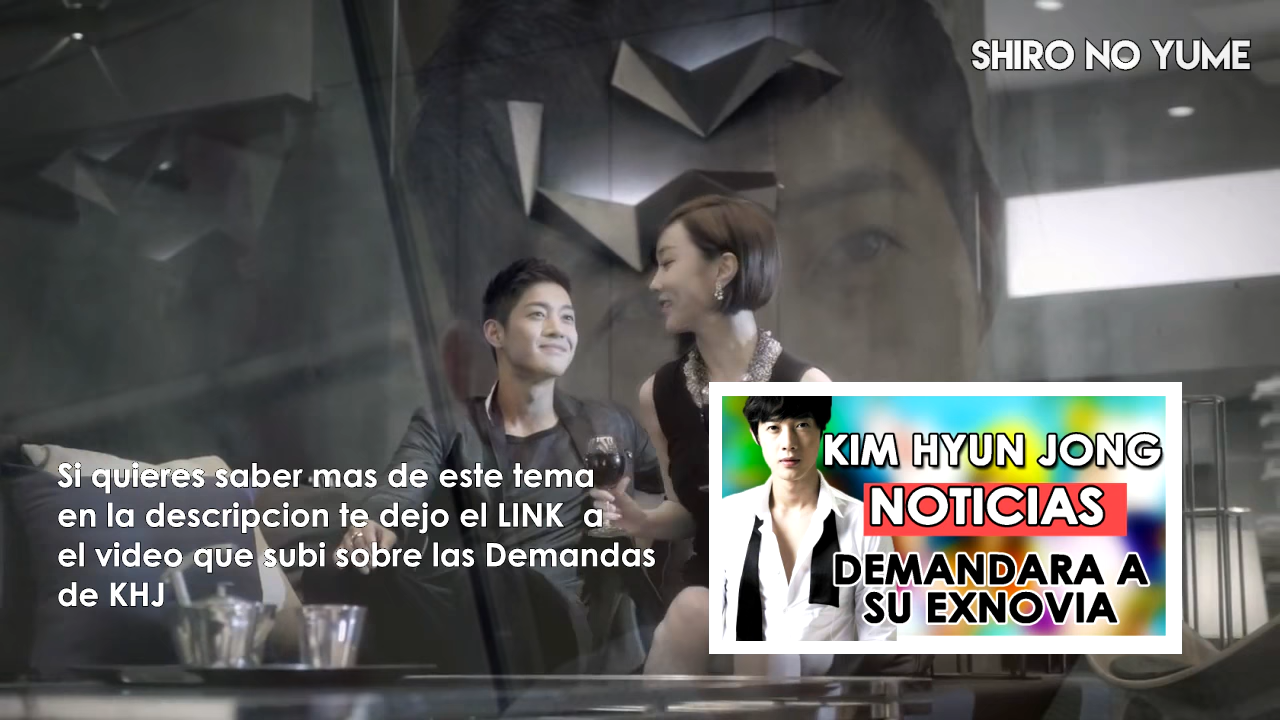 SHIRO NO YUME
Si quieres saber mas de este tema
en la descripcion te dejo el LINK a
el video que subi sobre las Demandas
de KHJ
KIM HYUN JONG
NOTICIAS
DEMANDARA A
SU EXNOVIA